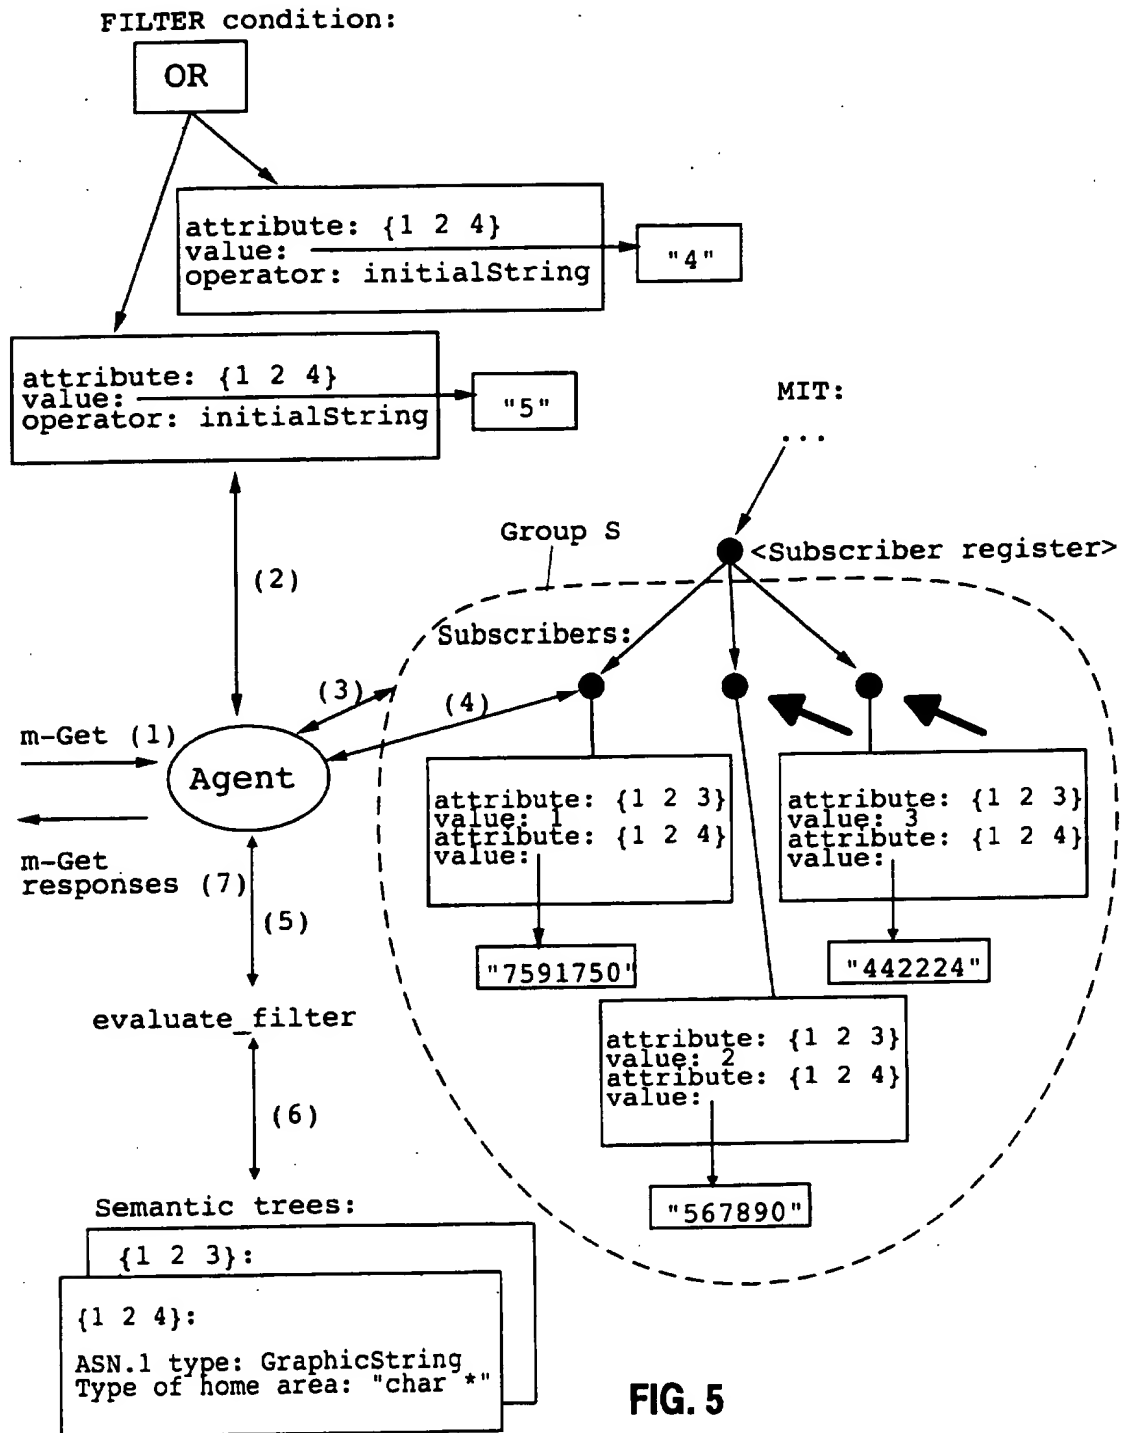 FILTER condition:
OR
attribute: {1 2 4}
value:
operator: initialString
"4"
attribute: {1 2 4}
value:
operator: initialString
"5"
MIT:
...
Group S
<Subscriber register>
(2)
Subscribers:
(3)
(4)
m-Get (1)
Agent
m-Get
responses (7)
attribute: {1 2 3}
value: 1
attribute: {1 2 4}
value:
attribute: {1 2 3}
value: 3
attribute: {1 2 4}
value:
(5)
"7591750"
"442224"
evaluate_filter
attribute: {1 2 3}
value: 2
attribute: {1 2 4}
value:
(6)
"567890"
Semantic trees:
{1 2 3}:
{1 2 4}:
ASN.1 type: GraphicString
Type of home area: "char *"
FIG. 5